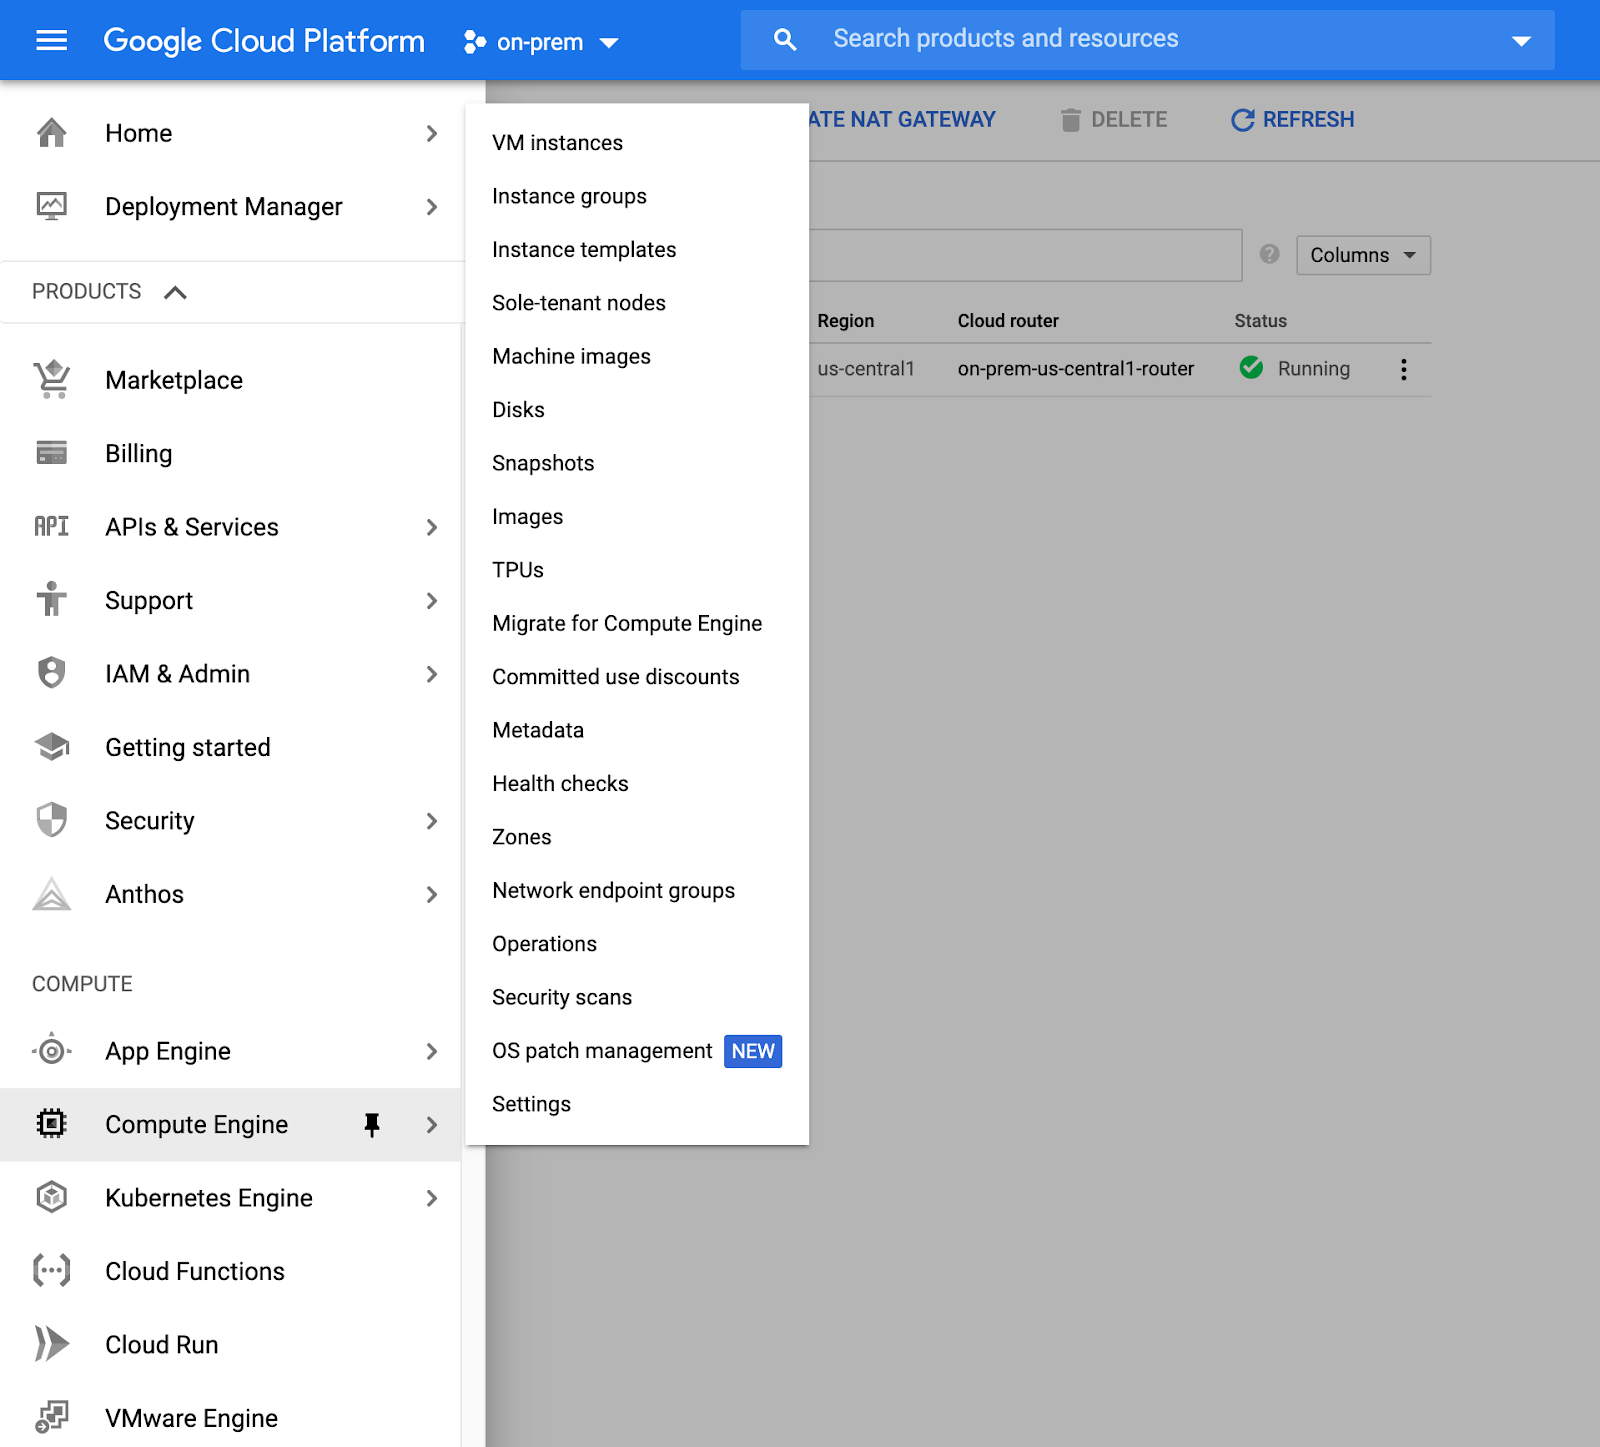 Google Cloud Platform on-prem Search products and resources
Home
Deployment Manager
PRODUCTS
Marketplace
Billing
API APIs & Services
Support
IAM & Admin
Getting started
Security
Anthos
COMPUTE
App Engine
Compute Engine
Kubernetes Engine
Cloud Functions
Cloud Run
VMware Engine
VM instances
Instance groups
Instance templates
Sole-tenant nodes
Machine images
Disks
Snapshots
Images
TPUs
Migrate for Compute Engine
Committed use discounts
Metadata
Health checks
Zones
Network endpoint groups
Operations
Security scans
OS patch management NEW
Settings
ATE NAT GATEWAY DELETE REFRESH
Columns
Region Cloud router Status
us-central1 on-prem-us-central1-router Running